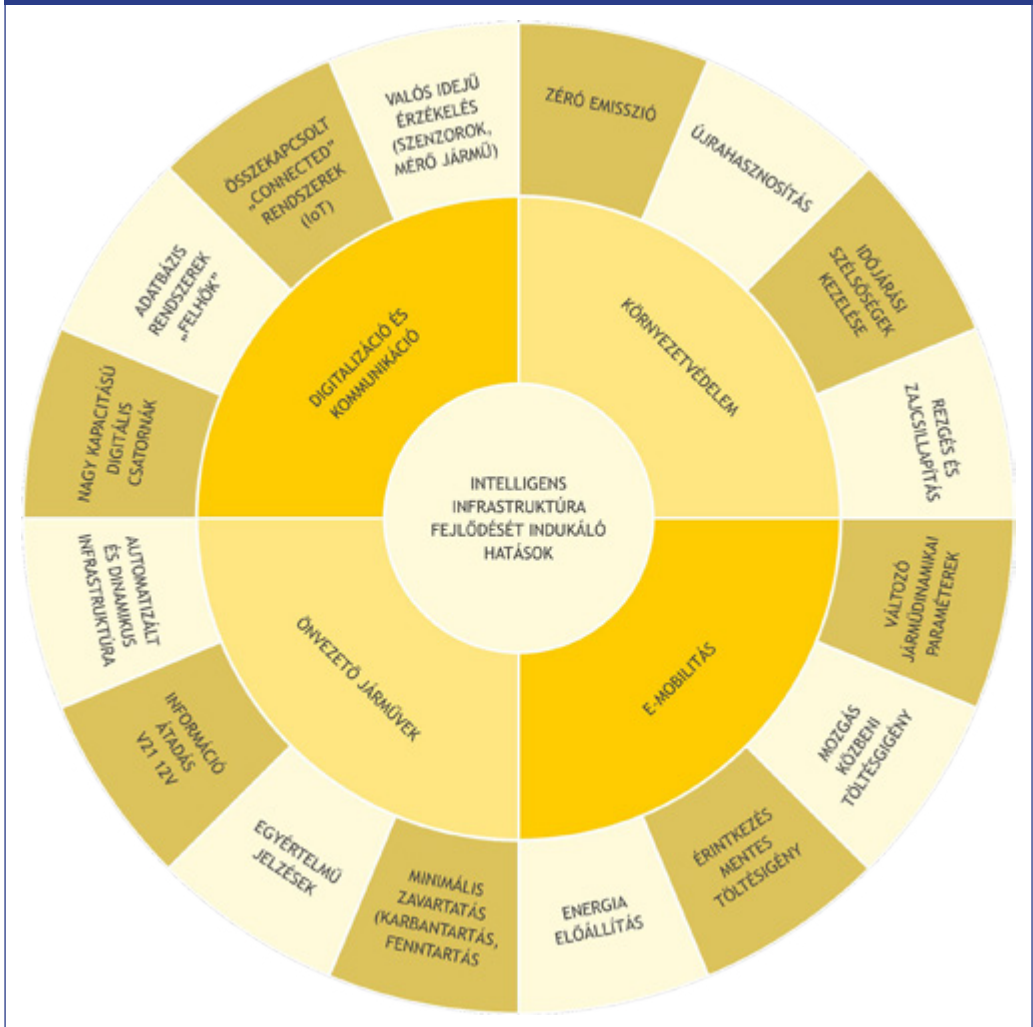 INTELLIGENS
INFRASTRUKTÚRA
FEJLŐDÉSÉT INDUKÁLÓ
HATÁSOK
DIGITALIZÁCIÓ ÉS
KOMMUNIKÁCIÓ
KÖRNYEZETVÉDELEM
E-MOBILITÁS
ÖNVEZETŐ JÁRMŰVEK
ZÉRÓ EMISSZIÓ
ÚJRAHASZNOSÍTÁS
IDŐJÁRÁSI
SZÉLSŐSÉGEK
KEZELÉSE
REZGÉS ÉS
ZAJCSILLAPÍTÁS
VÁLTOZÓ
JÁRMŰDINAMIKAI
PARAMÉTEREK
MOZGÁS
KÖZBENI
TÖLTÉSGIGÉNY
ÉRINTKEZÉS
MENTES
TÖLTÉSIGÉNY
ENERGIA
ELŐÁLLÍTÁS
MINIMÁLIS
ZAVARTATÁS
(KARBANTARTÁS,
FENNTARTÁS
EGYÉRTELMŰ
JELZÉSEK
INFORMÁCIÓ
ÁTADÁS
V21 12V
AUTOMATIZÁLT
ÉS DINAMIKUS
INFRASTRUKTÚRA
NAGY KAPACITÁSÚ
DIGITÁLIS
CSATORNÁK
ADATBÁZIS
RENDSZEREK
„FELHŐK”
ÖSSZEKAPCSOLT
„CONNECTED”
RENDSZEREK
(IoT)
VALÓS IDEJŰ
ÉRZÉKELÉS
(SZENZOROK,
MÉRŐ JÁRMŰ)